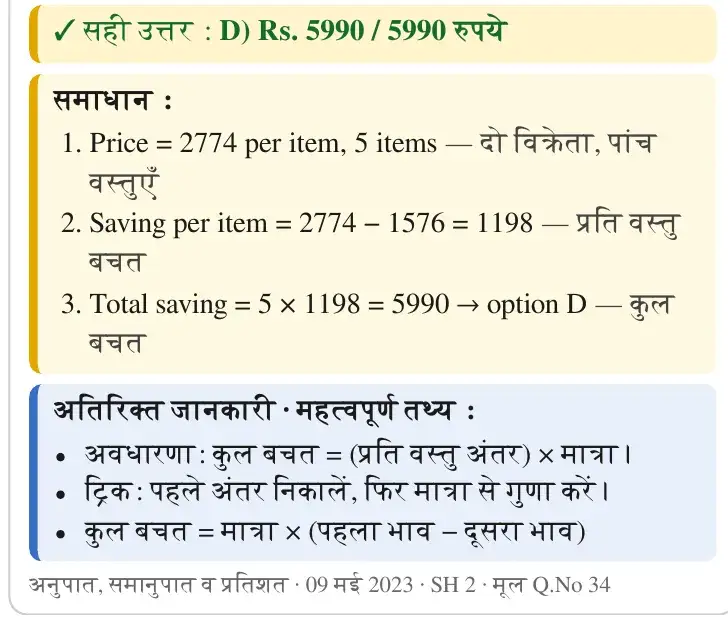 ✓ सही उत्तर : D) Rs. 5990 / 5990 रुपये
समाधान :
1. Price = 2774 per item, 5 items — दो विक्रेता, पांच
वस्तुएँ
2. Saving per item = 2774 − 1576 = 1198 — प्रति वस्तु
बचत
3. Total saving = 5 × 1198 = 5990 → option D — कुल
बचत
अतिरिक्त जानकारी · महत्वपूर्ण तथ्य :
• अवधारणा : कुल बचत = (प्रति वस्तु अंतर) × मात्रा।
• ट्रिक : पहले अंतर निकालें, फिर मात्रा से गुणा करें।
• कुल बचत = मात्रा × (पहला भाव − दूसरा भाव)
अनुपात, समानुपात व प्रतिशत · 09 मई 2023 · SH 2 · मूल Q.No 34